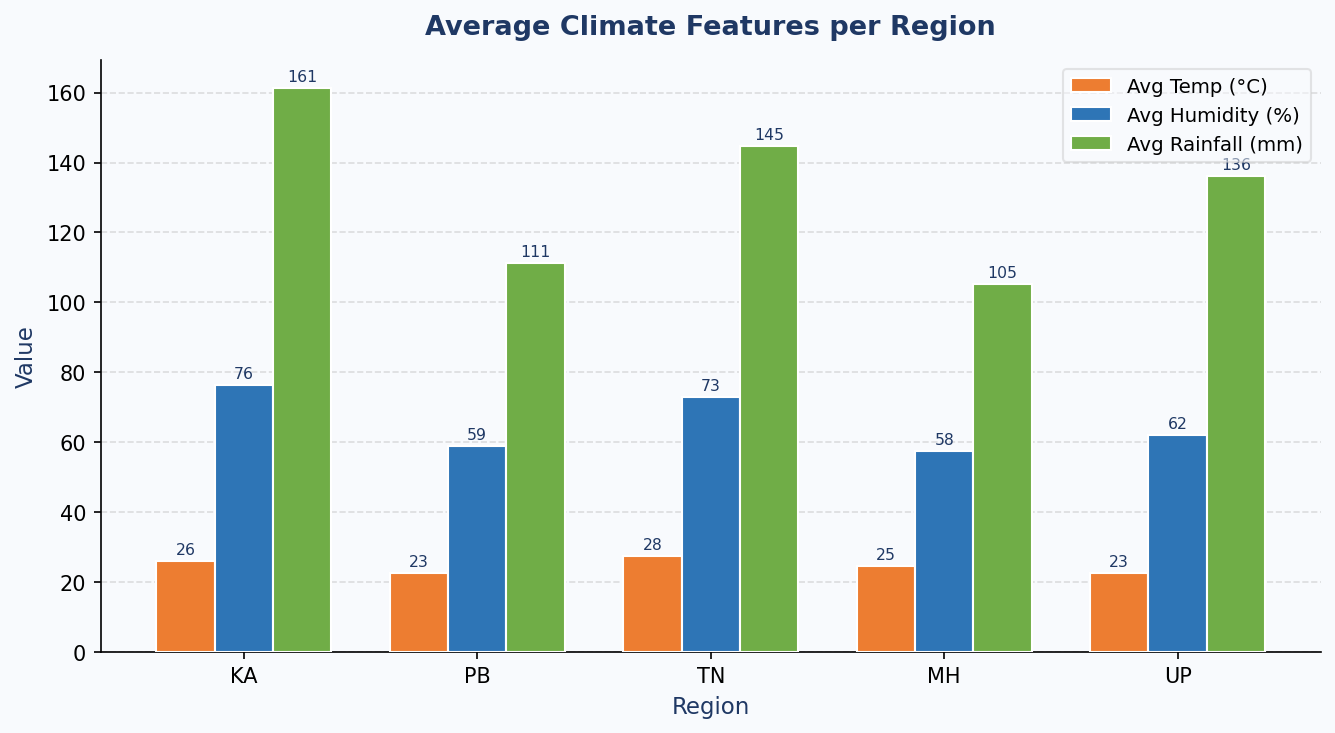 Average Climate Features per Region
Avg Temp (°C)
Avg Humidity (%)
Avg Rainfall (mm)
Value
160
140
120
100
80
60
40
20
0
26
76
161
23
59
111
28
73
145
25
58
105
23
62
136
KA
PB
TN
MH
UP
Region